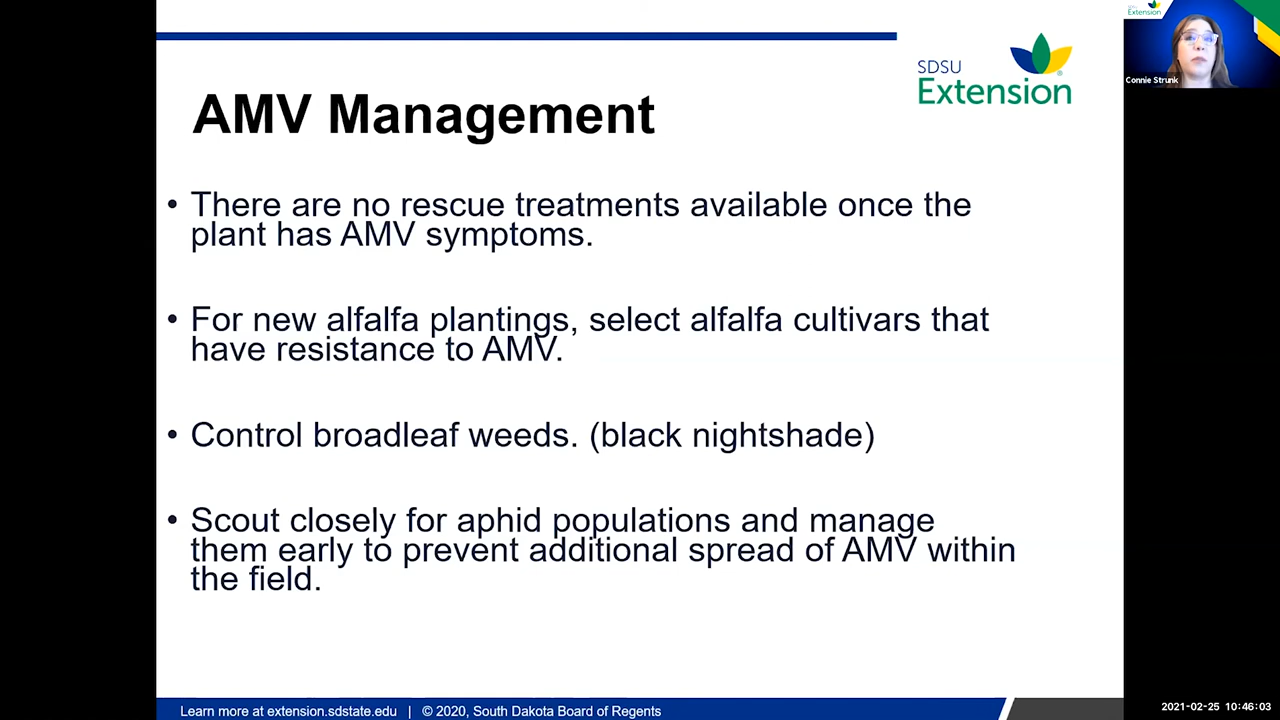 SDSU
Extension
Extension
Connie Strunk
AMV Management
• There are no rescue treatments available once the
plant has AMV symptoms.
• For new alfalfa plantings, select alfalfa cultivars that
have resistance to AMV.
• Control broadleaf weeds. (black nightshade)
• Scout closely for aphid populations and manage
them early to prevent additional spread of AMV within
the field.
Learn more at extension.sdstate.edu | © 2020, South Dakota Board of Regents
2021-02-25 10:46:03